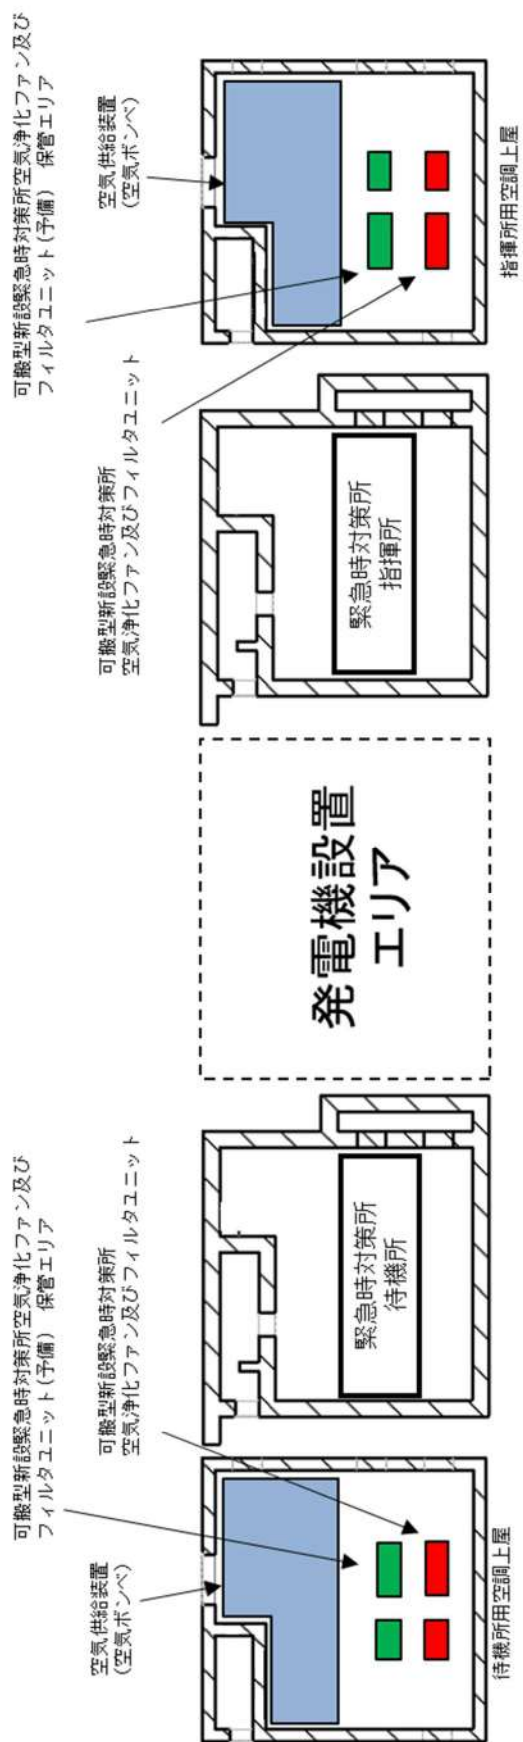 可搬型新設緊急時対策所空気浄化ファン及び
フィルタユニット(予備)　保管エリア
空気供給装置
(空気ボンベ)
可搬型新設緊急時対策所
空気浄化ファン及びフィルタユニット
待機所用空調上屋
緊急時対策所
待機所
発電機設置
エリア
緊急時対策所
指揮所
可搬型新設緊急時対策所
空気浄化ファン及びフィルタユニット
空気供給装置
(空気ボンベ)
可搬型新設緊急時対策所空気浄化ファン及び
フィルタユニット(予備)　保管エリア
指揮所用空調上屋